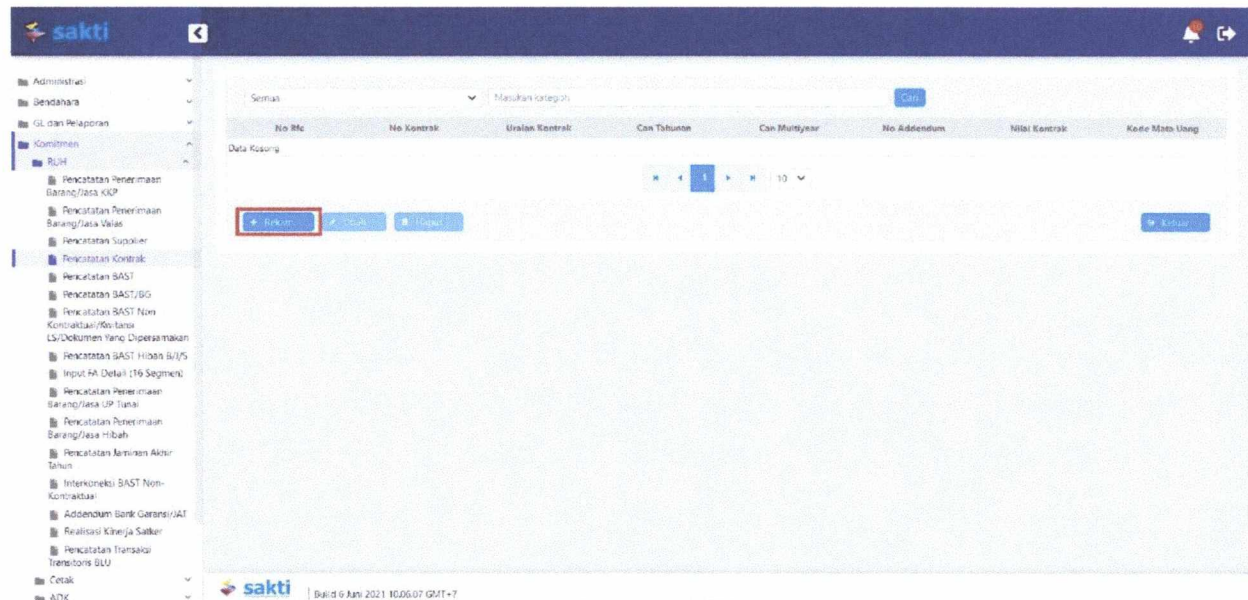 sakti
Administrasi
Bendahara
GL dan Pelaporan
Komitmen
RUH
Pencatatan Penerimaan
Barang/Jasa KKP
Pencatatan Penerimaan
Barang/Jasa Valas
Pencatatan Supplier
Pencatatan Kontrak
Pencatatan BAST
Pencatatan BAST/BG
Pencatatan BAST Non
Kontraktual/Kwitansi
LS/Dokumen Yang Dipersamakan
Pencatatan BAST Hibah B/J/S
Input FA Detail (16 Segmen)
Pencatatan Penerimaan
Barang/Jasa UP Tunai
Pencatatan Penerimaan
Barang/Jasa Hibah
Pencatatan Jaminan Akhir
Tahun
Interkoneksi BAST Non-
Kontraktual
Addendum Bank Garansi/JAT
Realisasi Kinerja Satker
Pencatatan Transaksi
Transitoris BLU
Cetak
ADK
Semua Masukan kategori Cari
No Kontrak Uraian Kontrak Can Tahunan Can Multiyear No Addendum Nilai Kontrak Kode Mata Uang
Data Kosong
1 10
Rekam Ubah Hapus Keluar
sakti Build 6 Juni 2021 10.06.07 GMT+7